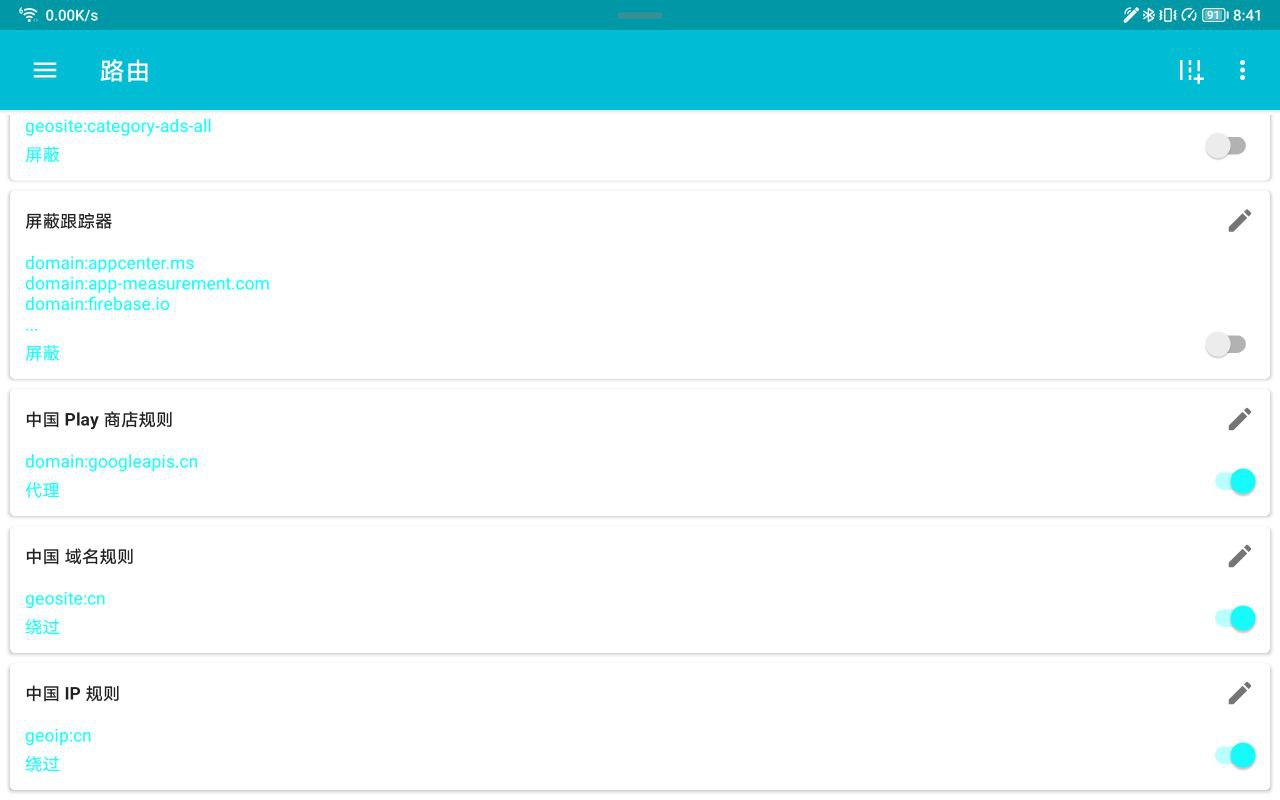 0.00K/s
91 8:41
路由
geosite:category-ads-all
屏蔽
屏蔽跟踪器
domain:appcenter.ms
domain:app-measurement.com
domain:firebase.io
...
屏蔽
中国 Play 商店规则
domain:googleapis.cn
代理
中国 域名规则
geosite:cn
绕过
中国 IP 规则
geoip:cn
绕过